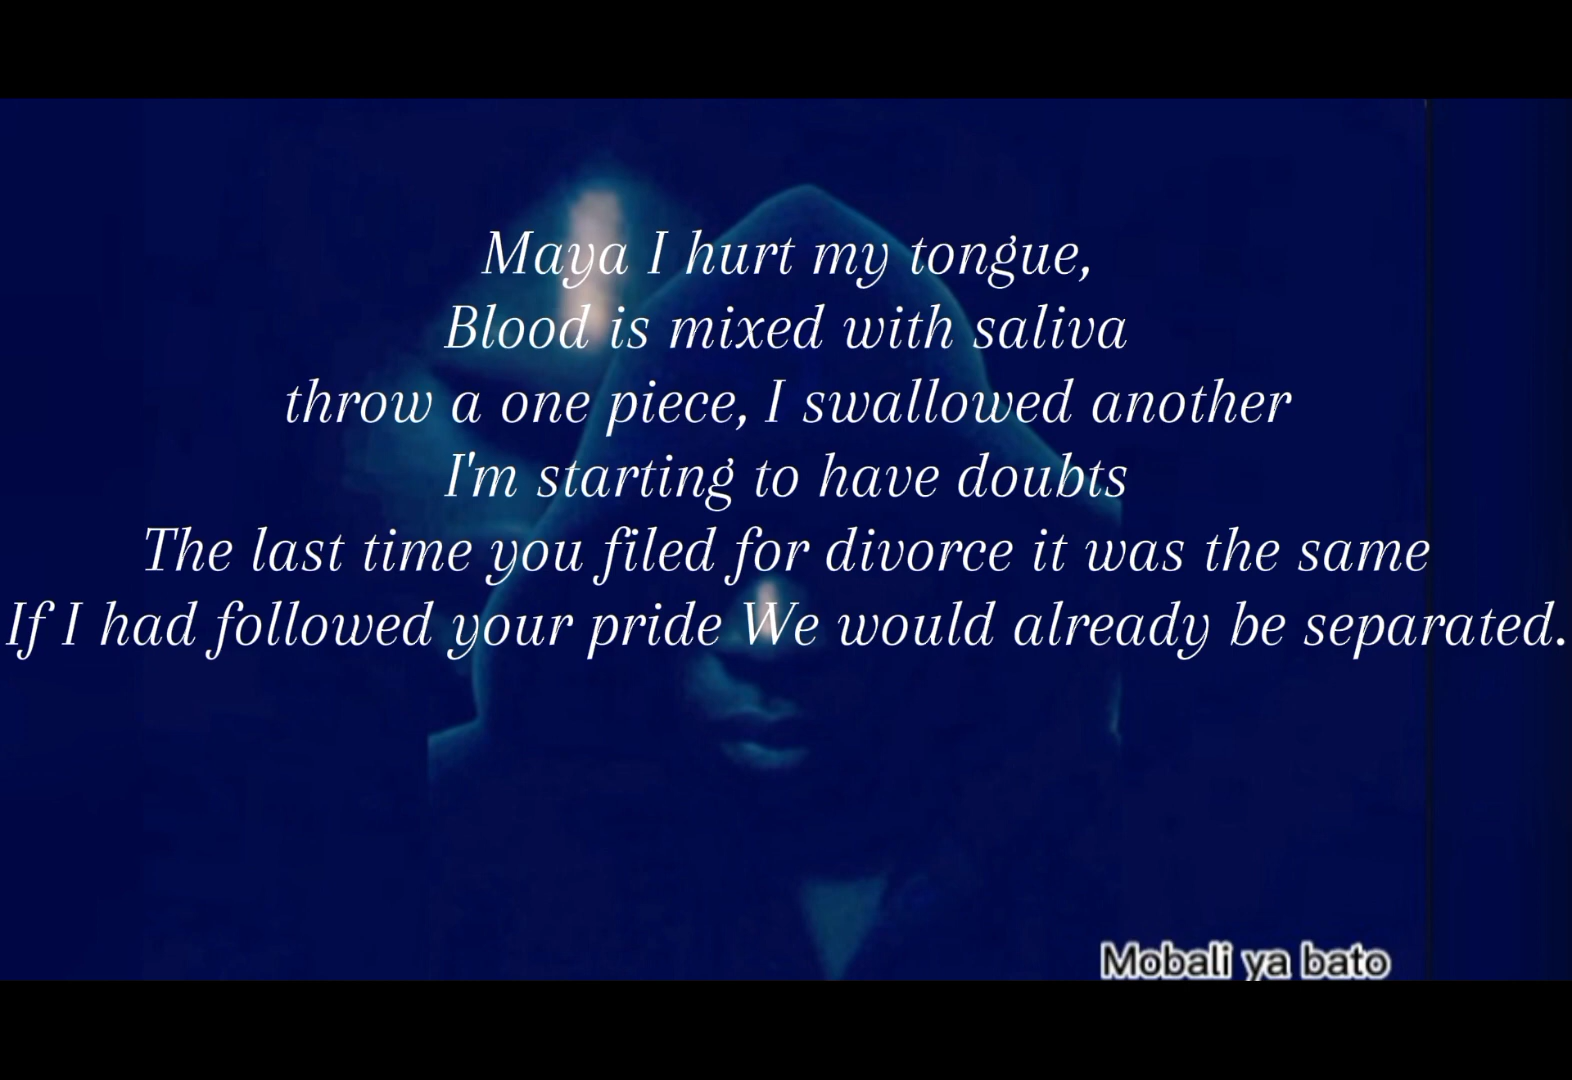 Maya I hurt my tongue,
Blood is mixed with saliva
throw a one piece, I swallowed another
I'm starting to have doubts
The last time you filed for divorce it was the same
If I had followed your pride We would already be separated.
Mobali ya bato